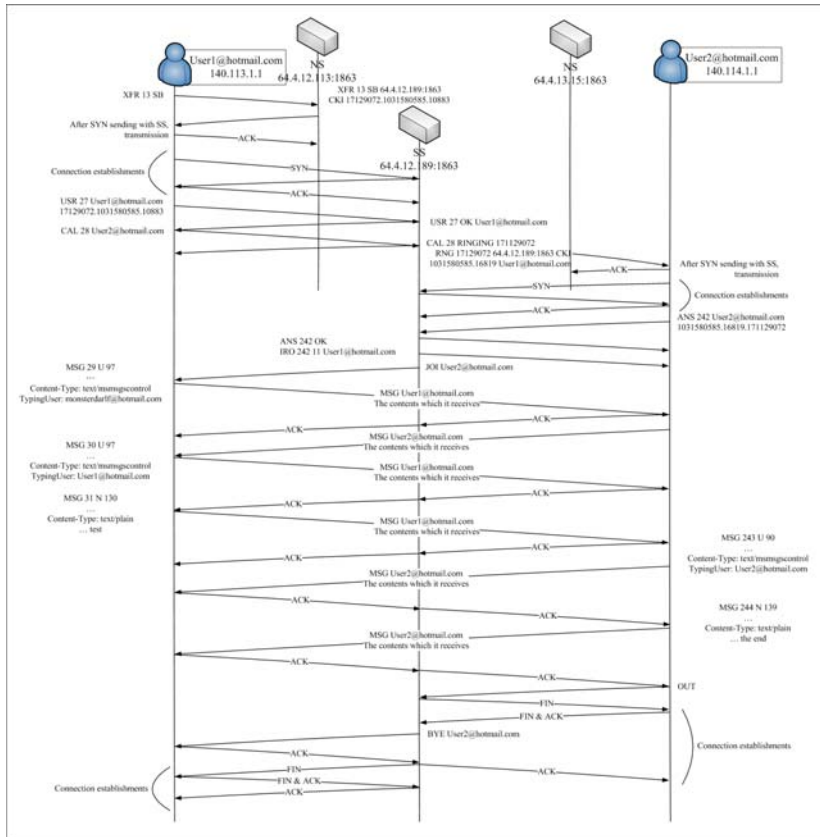 User1@hotmail.com
140.113.1.1
NS
64.4.12.113:1863
NS
64.4.13.15:1863
User2@hotmail.com
140.114.1.1
XFR 13 SB
XFR 13 SB 64.4.12.189:1863
CKI 17129072.1031580585.10883
After SYN sending with SS,
transmission
ACK
SS
64.4.12.189:1863
Connection establishments
SYN
ACK
USR 27 User1@hotmail.com
17129072.1031580585.10883
USR 27 OK User1@hotmail.com
CAL 28 User2@hotmail.com
CAL 28 RINGING 171129072
RNG 17129072 64.4.12.189:1863 CKI
1031580585.16819 User1@hotmail.com
ACK
After SYN sending with SS,
transmission
SYN
ACK
Connection establishments
ANS 242 User2@hotmail.com
1031580585.16819.171129072
ANS 242 OK
IRO 242 11 User1@hotmail.com
JOI User2@hotmail.com
MSG 29 U 97
...
Content-Type: text/msmsgscontrol
TypingUser: monsterdarlf@hotmail.com
MSG User1@hotmail.com
The contents which it receives
ACK
ACK
MSG User2@hotmail.com
The contents which it receives
MSG 30 U 97
...
Content-Type: text/msmsgscontrol
TypingUser: User1@hotmail.com
MSG User1@hotmail.com
The contents which it receives
ACK
ACK
MSG 31 N 130
...
Content-Type: text/plain
... test
MSG User1@hotmail.com
The contents which it receives
ACK
ACK
MSG 243 U 90
...
Content-Type: text/msmsgscontrol
TypingUser: User2@hotmail.com
MSG User2@hotmail.com
The contents which it receives
ACK
ACK
MSG 244 N 139
...
Content-Type: text/plain
... the end
MSG User2@hotmail.com
The contents which it receives
ACK
ACK
OUT
FIN
FIN & ACK
BYE User2@hotmail.com
Connection establishments
ACK
FIN
ACK
FIN & ACK
ACK
Connection establishments